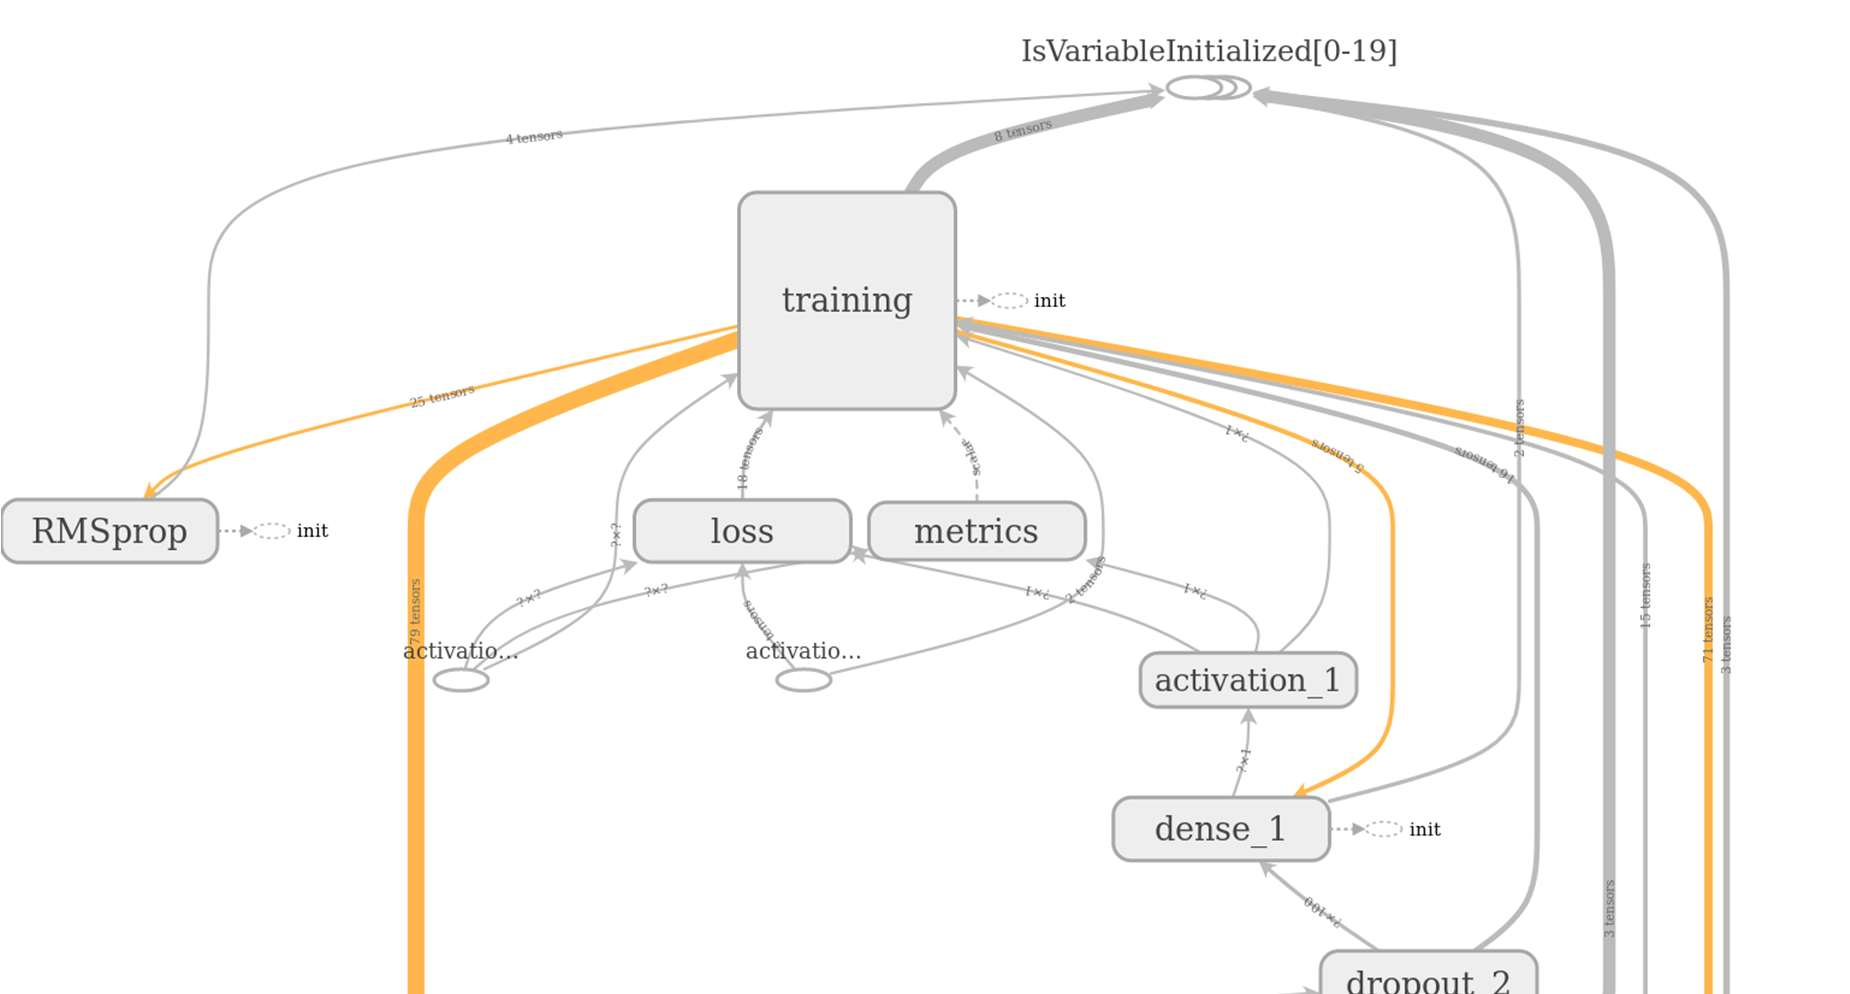 IsVariableInitialized[0-19]
4 tensors
8 tensors
training
init
25 tensors
2 tensors
?×1
5 tensors
16 tensors
18 tensors
scalar
RMSprop
init
loss
metrics
?×?
?×?
?×?
?×1
?×1
2 tensors
15 tensors
79 tensors
71 tensors
3 tensors
tensors
activatio...
activatio...
activation_1
?×1
dense_1
init
?×100
3 tensors
dropout_2